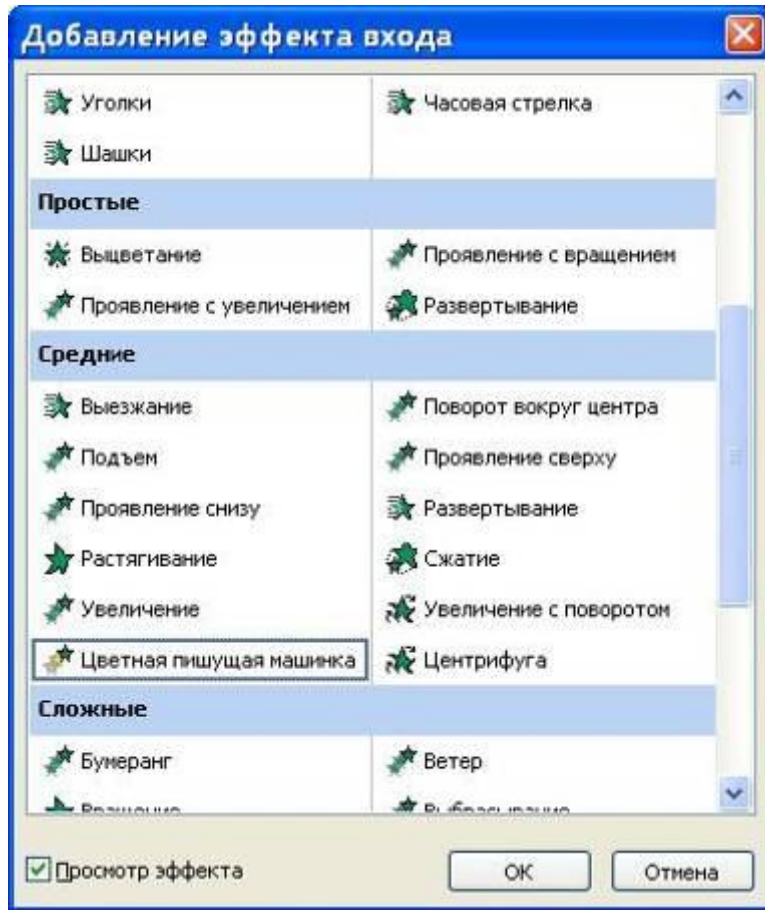 Добавление эффекта входа
Уголки Часовая стрелка
Шашки
Простые
Выцветание Проявление с вращением
Проявление с увеличением Развертывание
Средние
Выезжание Поворот вокруг центра
Подъем Проявление сверху
Проявление снизу Развертывание
Растягивание Сжатие
Увеличение Увеличение с поворотом
Цветная пишущая машинка Центрифуга
Сложные
Бумеранг Ветер
Вращение Выбрасывание
Просмотр эффекта ОК Отмена